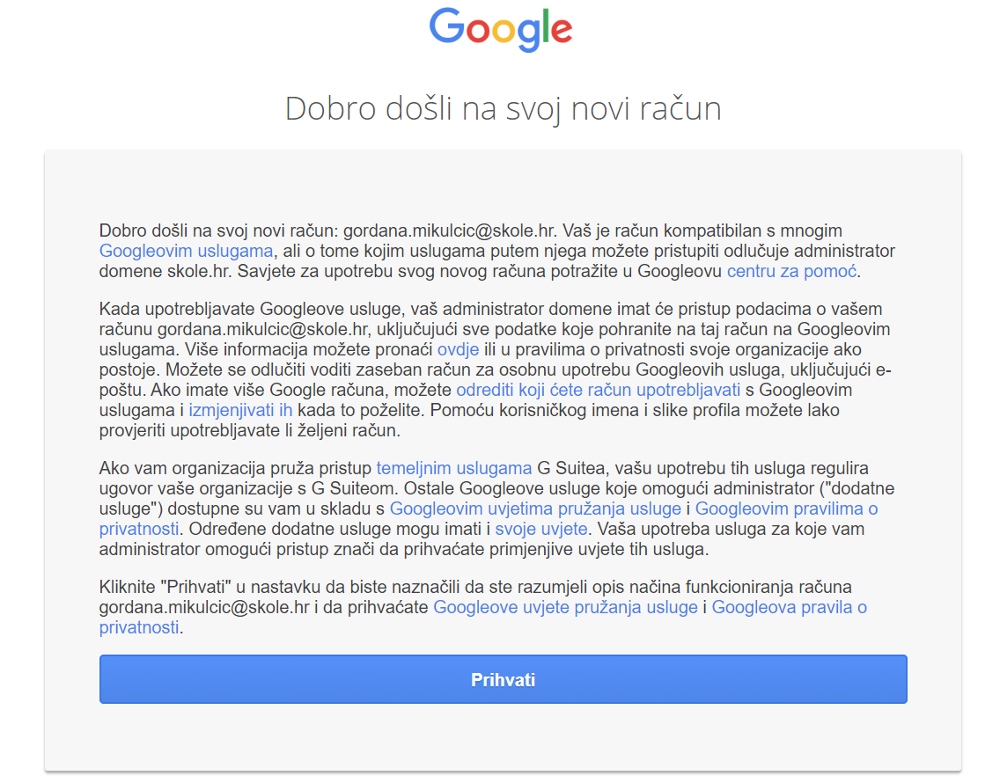 Google
Dobro došli na svoj novi račun
Dobro došli na svoj novi račun: gordana.mikulcic@skole.hr. Vaš je račun kompatibilan s mnogim
Googleovim uslugama, ali o tome kojim uslugama putem njega možete pristupiti odlučuje administrator
domene skole.hr. Savjete za upotrebu svog novog računa potražite u Googleovu centru za pomoć.
Kada upotrebljavate Googleove usluge, vaš administrator domene imat će pristup podacima o vašem
računu gordana.mikulcic@skole.hr, uključujući sve podatke koje pohranite na taj račun na Googleovim
uslugama. Više informacija možete pronaći ovdje ili u pravilima o privatnosti svoje organizacije ako
postoje. Možete se odlučiti voditi zaseban račun za osobnu upotrebu Googleovih usluga, uključujući e-
poštu. Ako imate više Google računa, možete odrediti koji ćete račun upotrebljavati s Googleovim
uslugama i izmjenjivati ih kada to poželite. Pomoću korisničkog imena i slike profila možete lako
provjeriti upotrebljavate li željeni račun.
Ako vam organizacija pruža pristup temeljnim uslugama G Suitea, vašu upotrebu tih usluga regulira
ugovor vaše organizacije s G Suiteom. Ostale Googleove usluge koje omogući administrator ("dodatne
usluge") dostupne su vam u skladu s Googleovim uvjetima pružanja usluge i Googleovim pravilima o
privatnosti. Određene dodatne usluge mogu imati i svoje uvjete. Vaša upotreba usluga za koje vam
administrator omogući pristup znači da prihvaćate primjenjive uvjete tih usluga.
Kliknite "Prihvati" u nastavku da biste naznačili da ste razumjeli opis načina funkcioniranja računa
gordana.mikulcic@skole.hr i da prihvaćate Googleove uvjete pružanja usluge i Googleova pravila o
privatnosti.
Prihvati